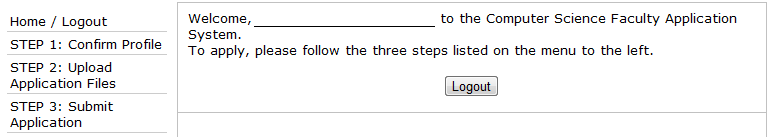 Home / Logout
STEP 1: Confirm Profile
STEP 2: Upload
Application Files
STEP 3: Submit
Application
Welcome, ______________________ to the Computer Science Faculty Application
System.
To apply, please follow the three steps listed on the menu to the left.
Logout